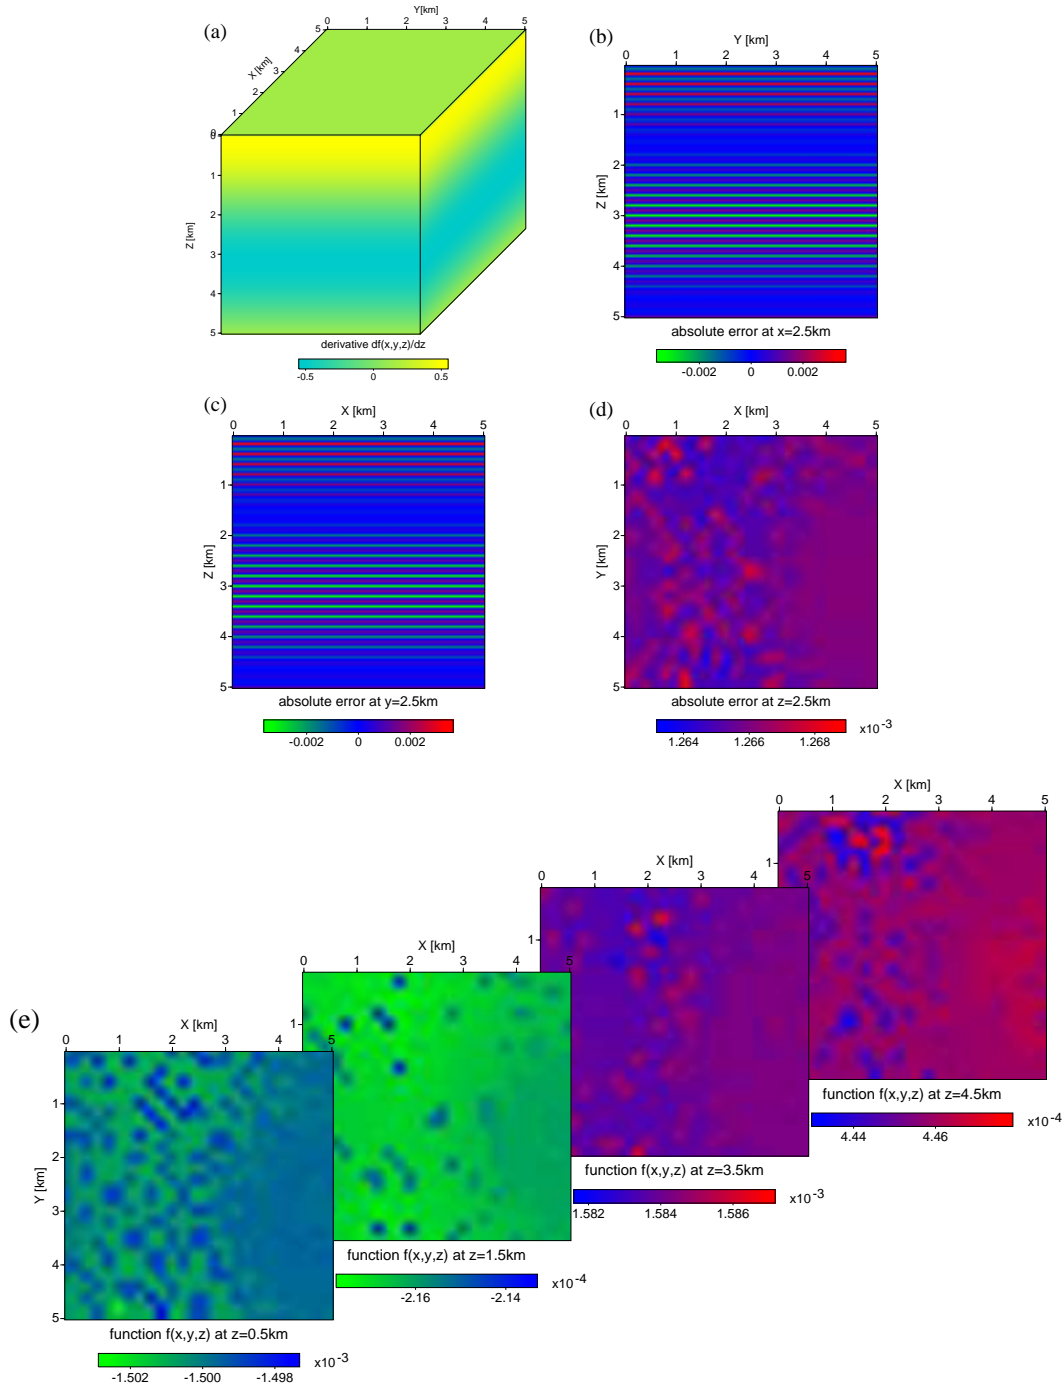 (a)
Y[km]
0 1 2 3 4 5
X [km]
5
4
3
2
1
0
Z [km]
0
1
2
3
4
5
derivative df(x,y,z)/dz
-0.5 0 0.5
(b)
Y [km]
0 1 2 3 4 5
Z [km]
1
2
3
4
5
absolute error at x=2.5km
-0.002 0 0.002
(c)
X [km]
0 1 2 3 4 5
Z [km]
1
2
3
4
5
absolute error at y=2.5km
-0.002 0 0.002
(d)
X [km]
0 1 2 3 4 5
Y [km]
1
2
3
4
5
absolute error at z=2.5km
1.264 1.266 1.268 x10-3
X [km]
0 1 2 3 4 5
1
function f(x,y,z) at z=4.5km
4.44 4.46 x10-4
X [km]
0 1 2 3 4 5
1
function f(x,y,z) at z=3.5km
1.582 1.584 1.586 x10-3
X [km]
0 1 2 3 4 5
1
function f(x,y,z) at z=1.5km
-2.16 -2.14 x10-4
(e)
X [km]
0 1 2 3 4 5
Y [km]
1
2
3
4
5
function f(x,y,z) at z=0.5km
-1.502 -1.500 -1.498 x10-3